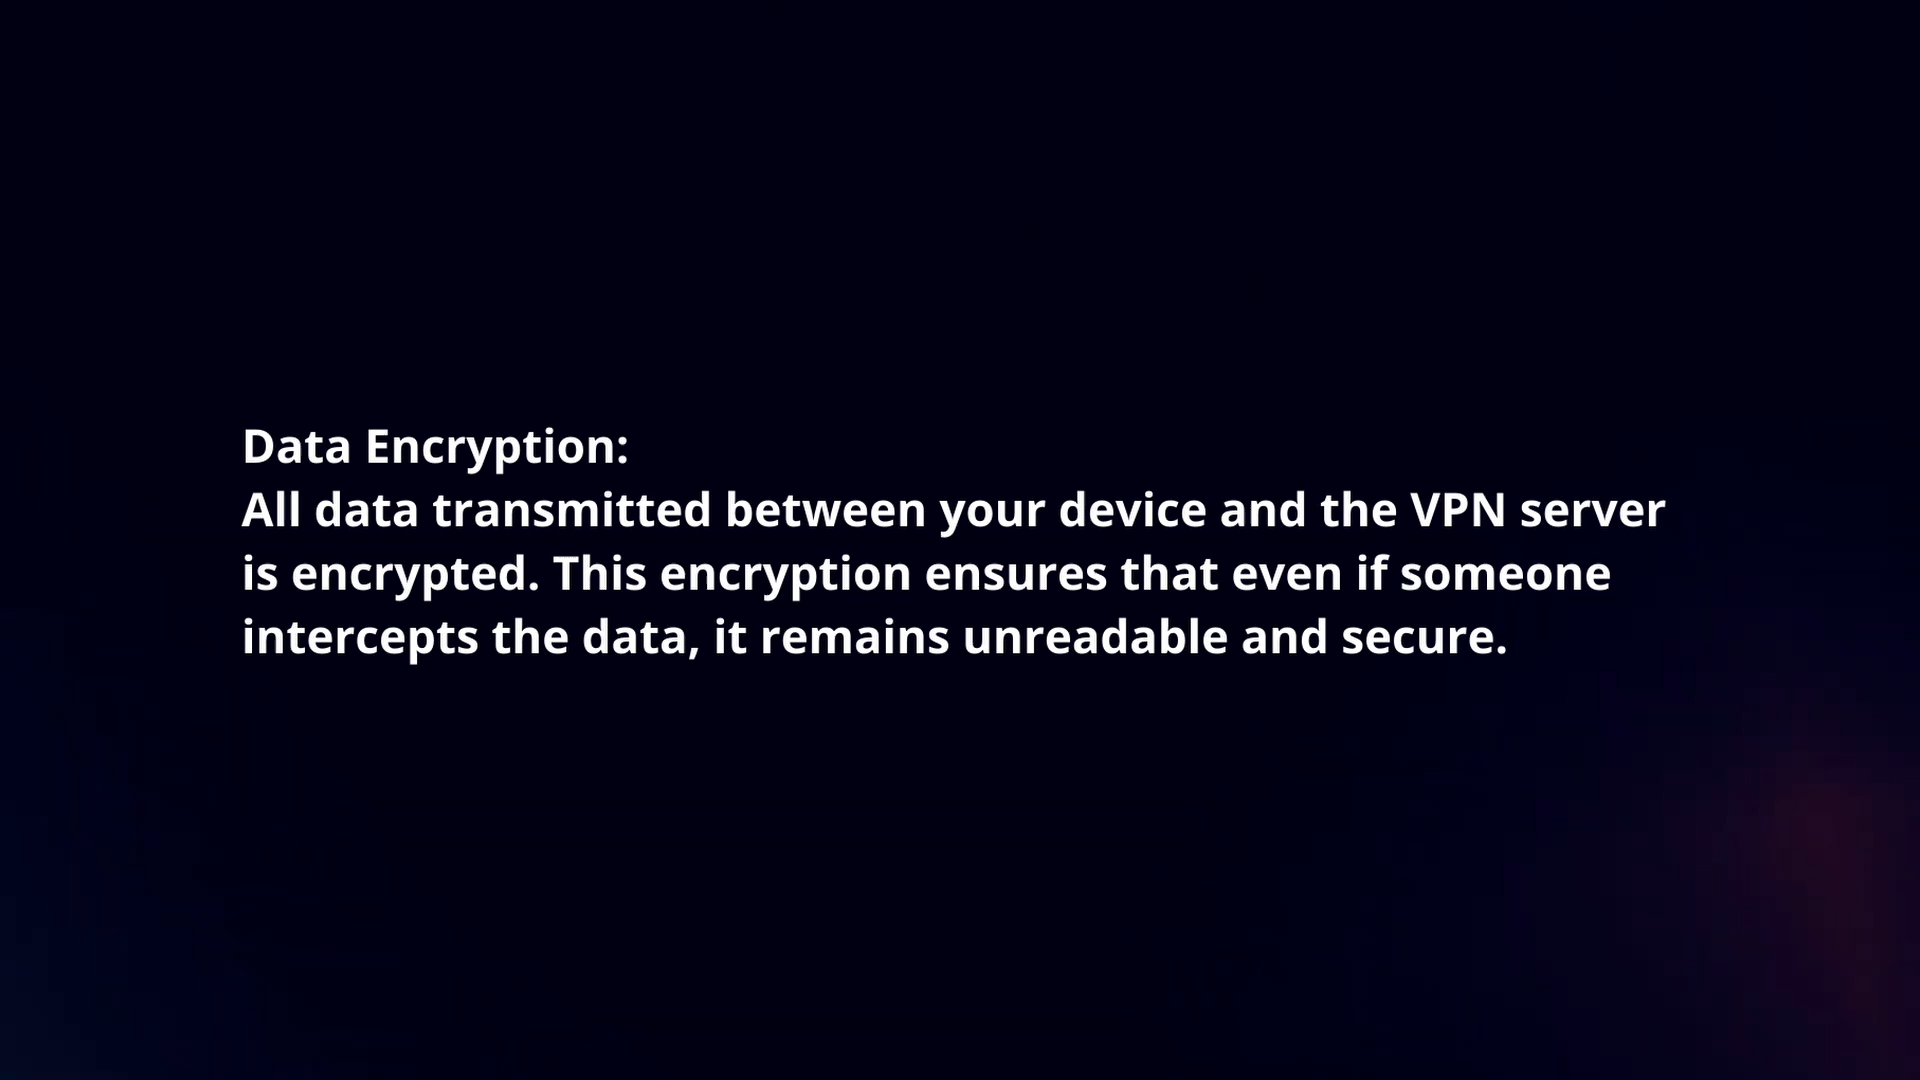 Data Encryption:
All data transmitted between your device and the VPN server
is encrypted. This encryption ensures that even if someone
intercepts the data, it remains unreadable and secure.